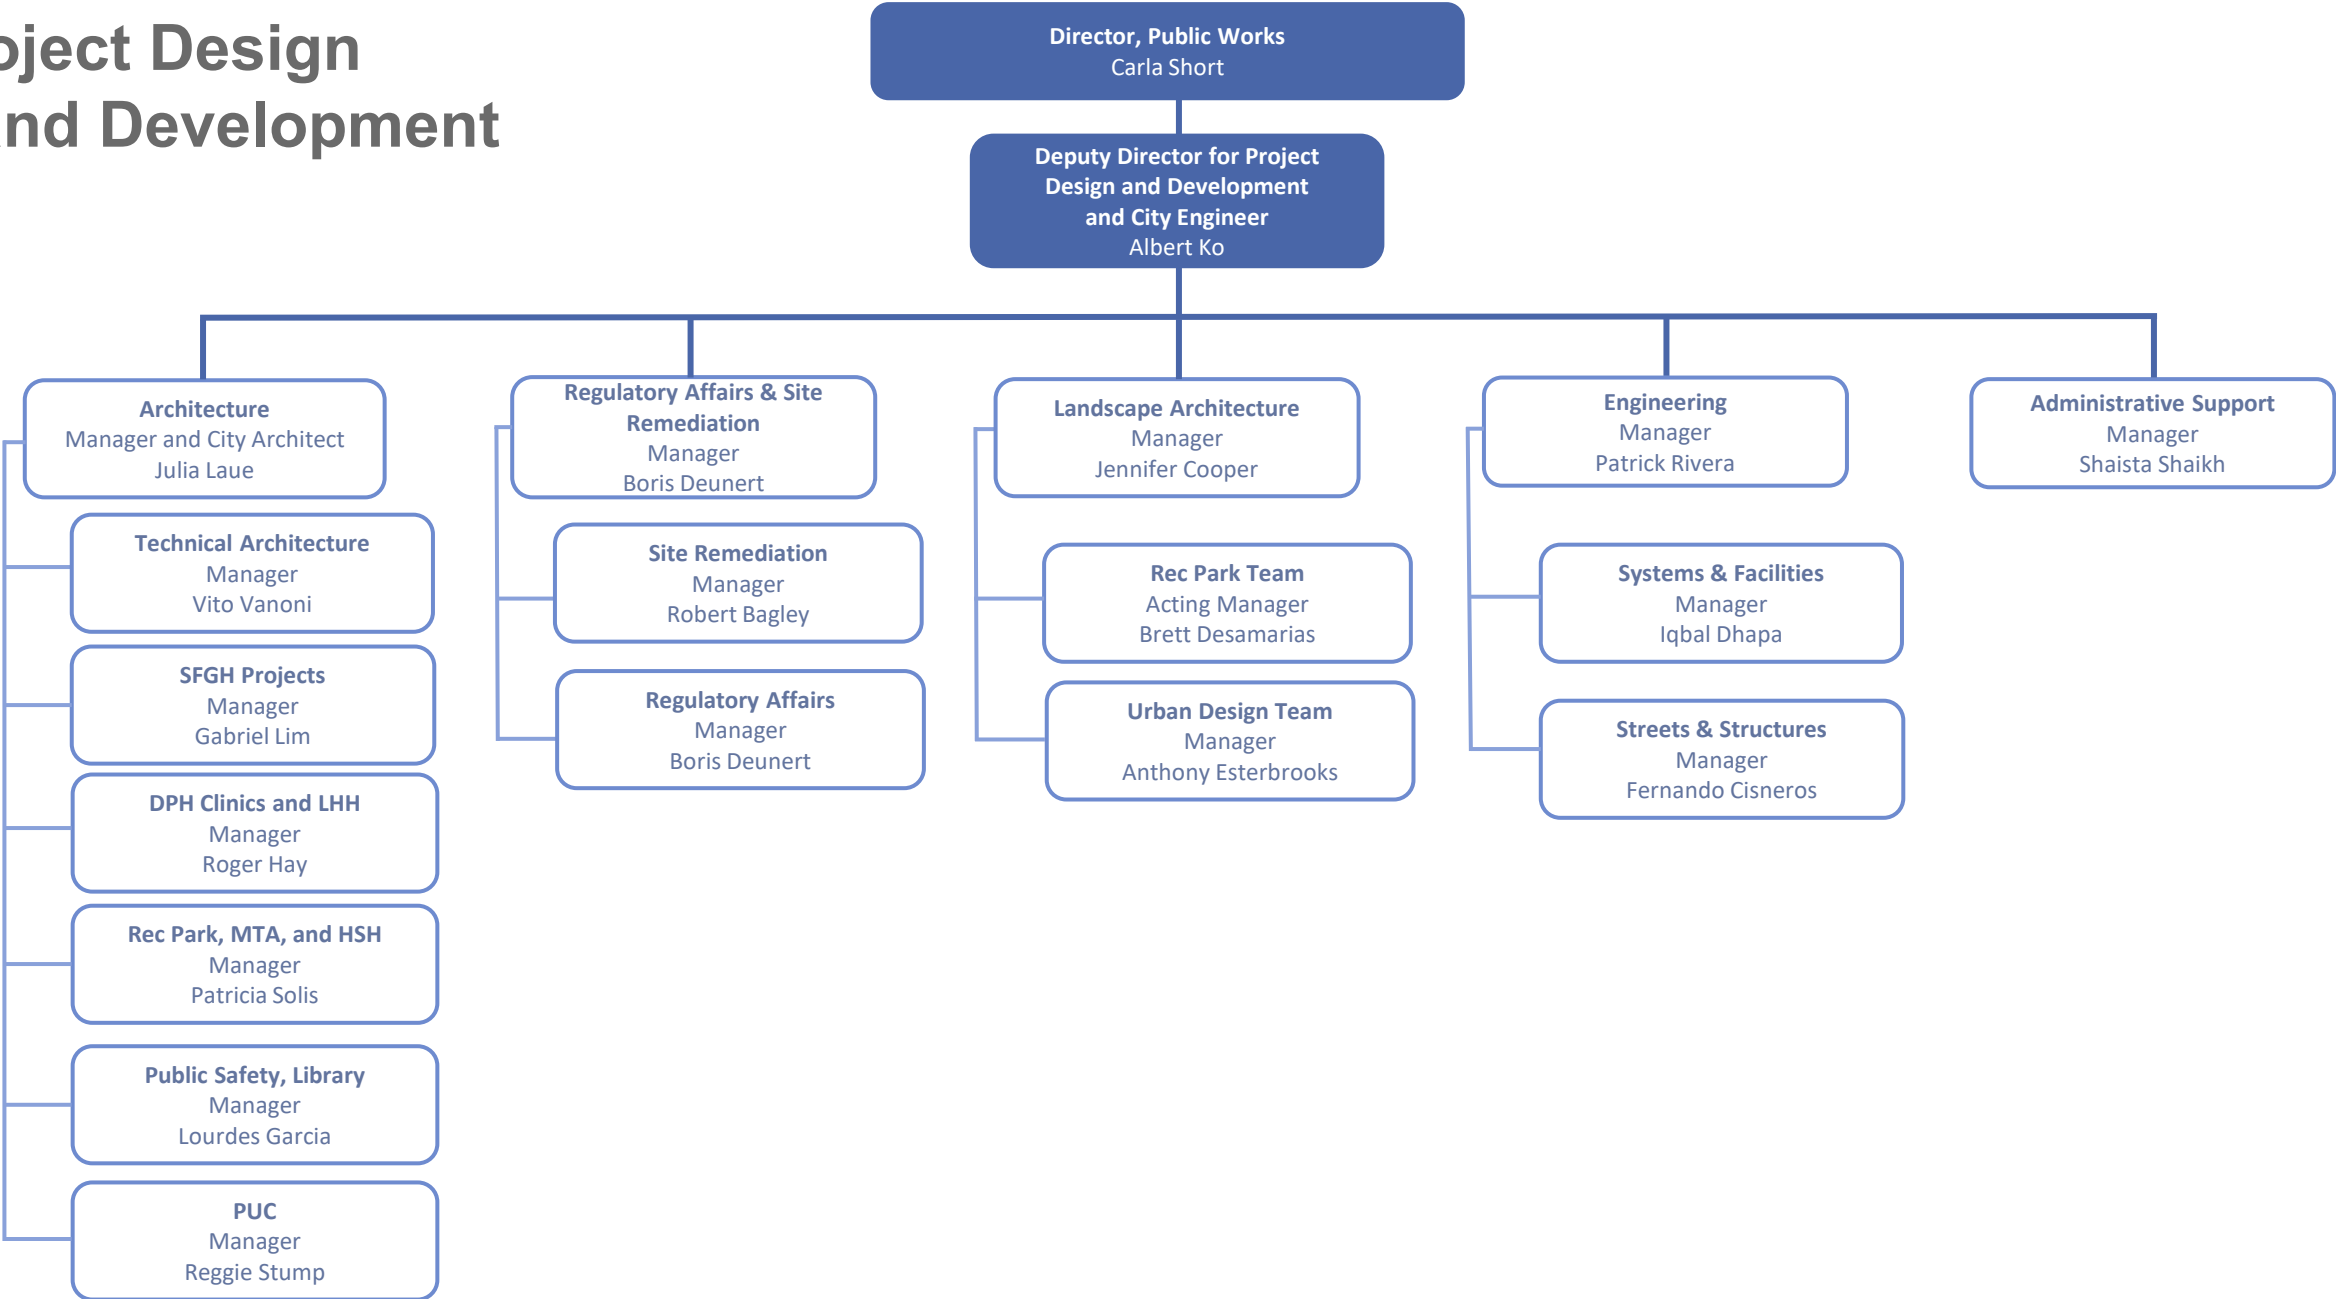 oject Design
nd Development
Director, Public Works
Carla Short
Deputy Director for Project
Design and Development
and City Engineer
Albert Ko
Architecture
Manager and City Architect
Julia Laue
Technical Architecture
Manager
Vito Vanoni
SFGH Projects
Manager
Gabriel Lim
DPH Clinics and LHH
Manager
Roger Hay
Rec Park, MTA, and HSH
Manager
Patricia Solis
Public Safety, Library
Manager
Lourdes Garcia
PUC
Manager
Reggie Stump
Regulatory Affairs & Site
Remediation
Manager
Boris Deunert
Site Remediation
Manager
Robert Bagley
Regulatory Affairs
Manager
Boris Deunert
Landscape Architecture
Manager
Jennifer Cooper
Rec Park Team
Acting Manager
Brett Desamarias
Urban Design Team
Manager
Anthony Esterbrooks
Engineering
Manager
Patrick Rivera
Systems & Facilities
Manager
Iqbal Dhapa
Streets & Structures
Manager
Fernando Cisneros
Administrative Support
Manager
Shaista Shaikh